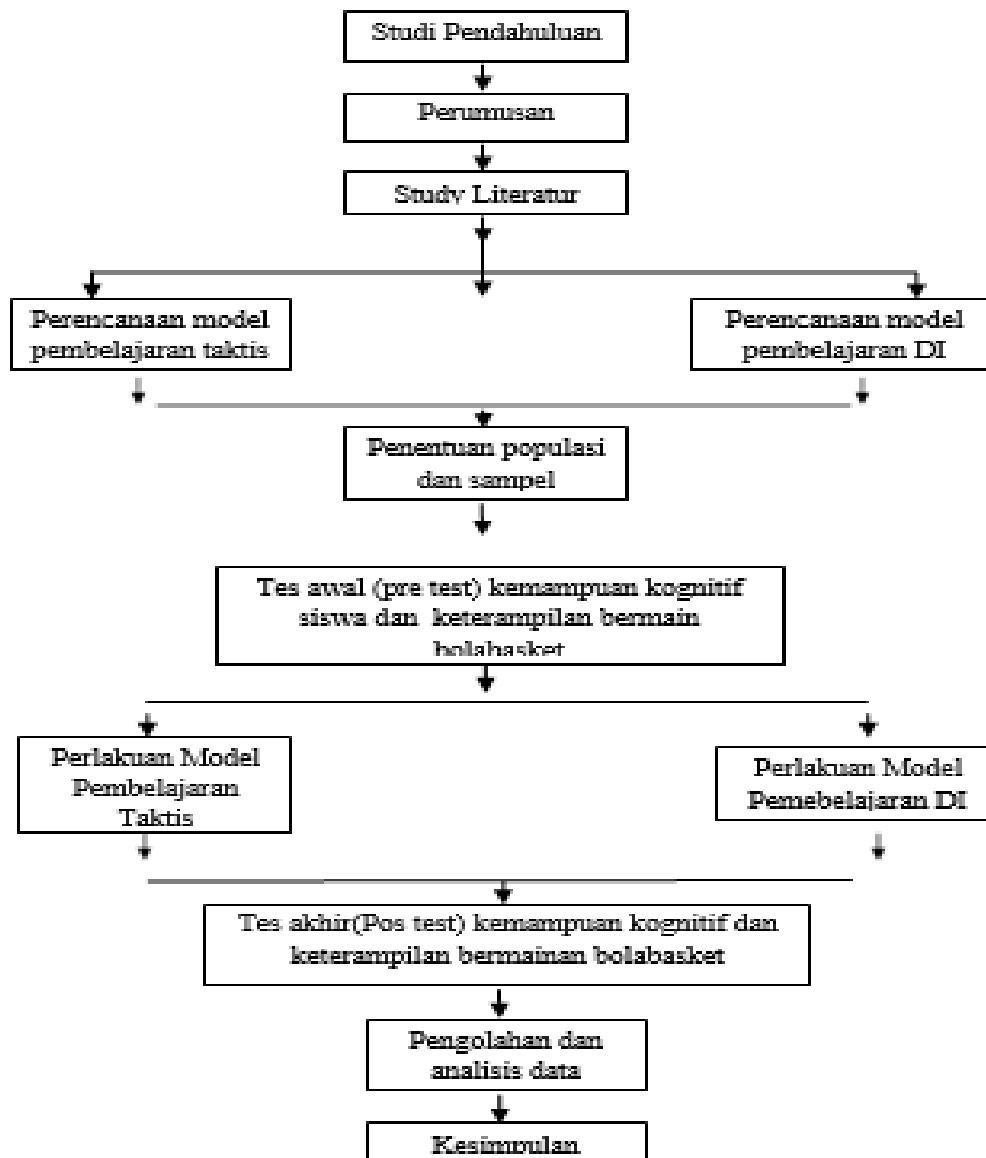 Studi Pendahuluan
Perumusan
Study Literatur
Perencanaan model
pembelajaran taktis
Perencanaan model
pembelajaran DI
Penentuan populasi
dan sampel
Tes awal (pre test) kemampuan kognitif
siswa dan keterampilan bermain
bolabasket
Perlakuan Model
Pembelajaran
Taktis
Perlakuan Model
Pemebelajaran DI
Tes akhir(Pos test) kemampuan kognitif dan
keterampilan bermainan bolabasket
Pengolahan dan
analisis data
Kesimpulan